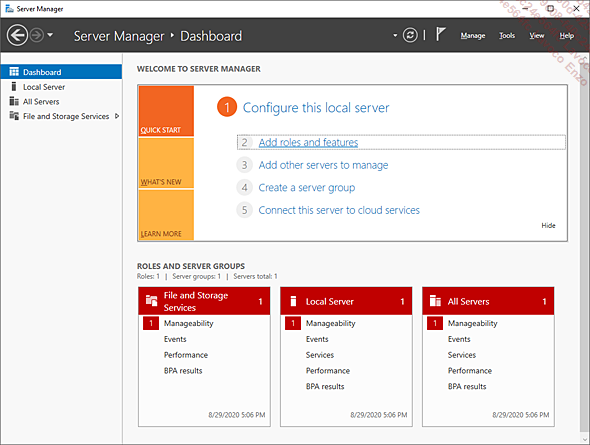 Server Manager
Server Manager • Dashboard
Manage Tools View Help
Dashboard
Local Server
All Servers
File and Storage Services
WELCOME TO SERVER MANAGER
QUICK START
WHAT'S NEW
LEARN MORE
1 Configure this local server
2 Add roles and features
3 Add other servers to manage
4 Create a server group
5 Connect this server to cloud services
Hide
ROLES AND SERVER GROUPS
Roles: 1 | Server groups: 1 | Servers total: 1
File and Storage Services 1
1 Manageability
Events
Performance
BPA results
8/29/2020 5:06 PM
Local Server 1
1 Manageability
Events
Services
Performance
BPA results
8/29/2020 5:06 PM
All Servers 1
1 Manageability
Events
Services
Performance
BPA results
8/29/2020 5:06 PM
Enzo